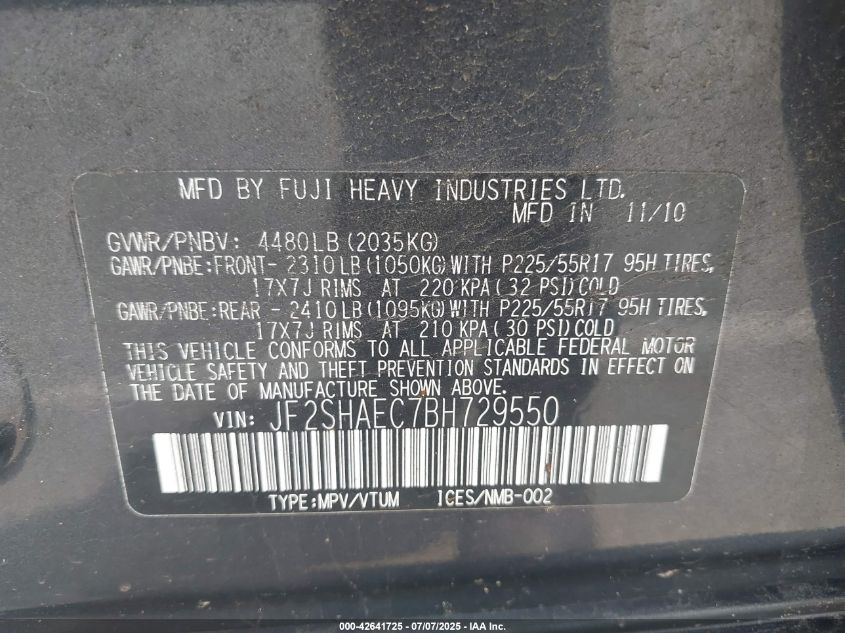 MFD BY FUJI HEAVY INDUSTRIES LTD.
MFD IN 11/10
GVWR/PNBV: 4480LB (2035KG)
GAWR/PNBE:FRONT- 2310LB(1050KG)WITH P225/55R17 95H TIRES,
17X7J RIMS AT 220 KPA(32 PSI)COLD
GAWR/PNBE:REAR - 2410LB(1095KG)WITH P225/55R17 95H TIRES,
17X7J RIMS AT 210 KPA(30 PSI)COLD
THIS VEHICLE CONFORMS TO ALL APPLICABLE FEDERAL MOTOR
VEHICLE SAFETY AND THEFT PREVENTION STANDARDS IN EFFECT ON
THE DATE OF MANUFACTURE SHOWN ABOVE.
VIN: JF2SHAEC7BH729550
TYPE:MPV/VTUM ICES/NMB-002
000-42641725 - 07/07/2025 - IAA Inc.